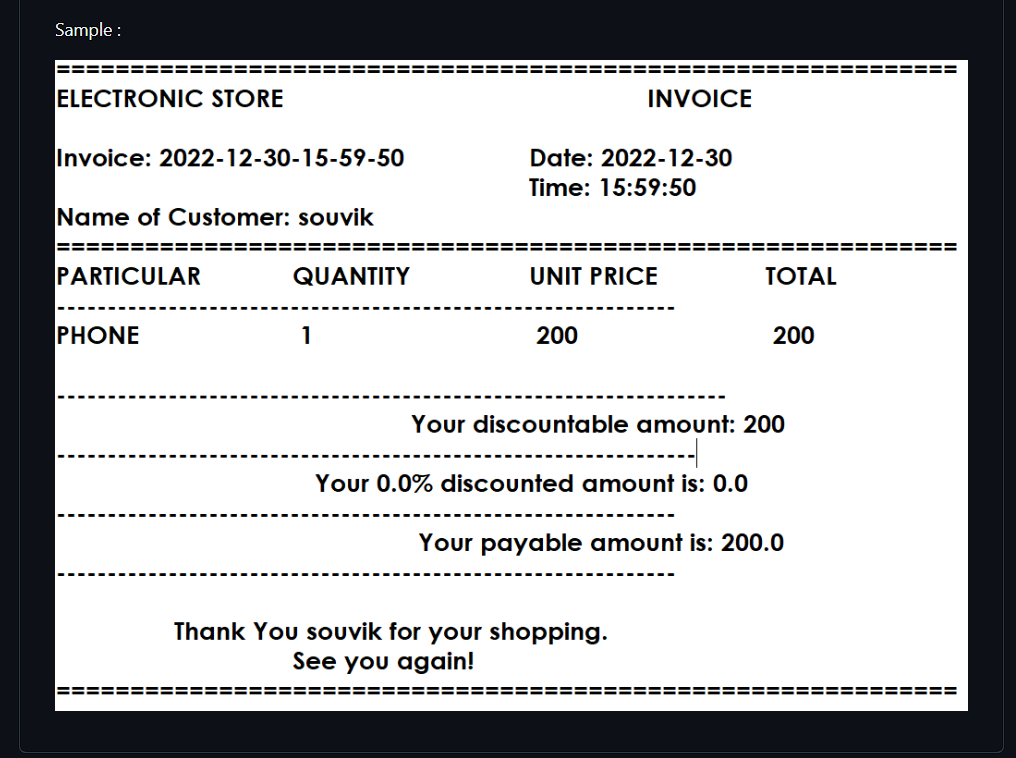 Sample :
=============================================================
ELECTRONIC STORE INVOICE
Invoice: 2022-12-30-15-59-50 Date: 2022-12-30
Time: 15:59:50
Name of Customer: souvik
=============================================================
PARTICULAR QUANTITY UNIT PRICE TOTAL
-------------------------------------------------------------
PHONE 1 200 200
------------------------------------------------------------------
Your discountable amount: 200
---------------------------------------------------------------
Your 0.0% discounted amount is: 0.0
-------------------------------------------------------------
Your payable amount is: 200.0
-------------------------------------------------------------
Thank You souvik for your shopping.
See you again!
=============================================================